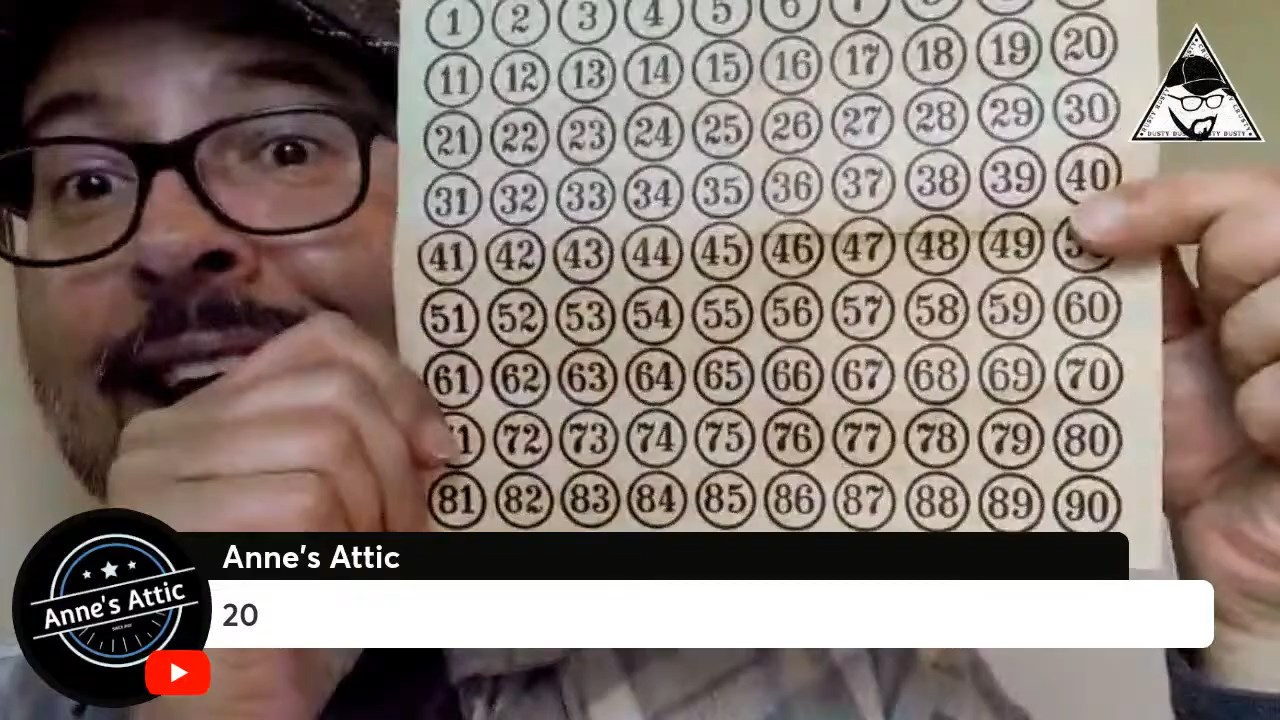 1 2 3 4 5 6 7
11 12 13 14 15 16 17 18 19 20
21 22 23 24 25 26 27 28 29 30
31 32 33 34 35 36 37 38 39 40
41 42 43 44 45 46 47 48 49
51 52 53 54 55 56 57 58 59 60
61 62 63 64 65 66 67 68 69 70
72 73 74 75 76 77 78 79 80
81 82 83 84 85 86 87 88 89 90
DUSTY DUSTY
Anne's Attic
20
Anne's Attic